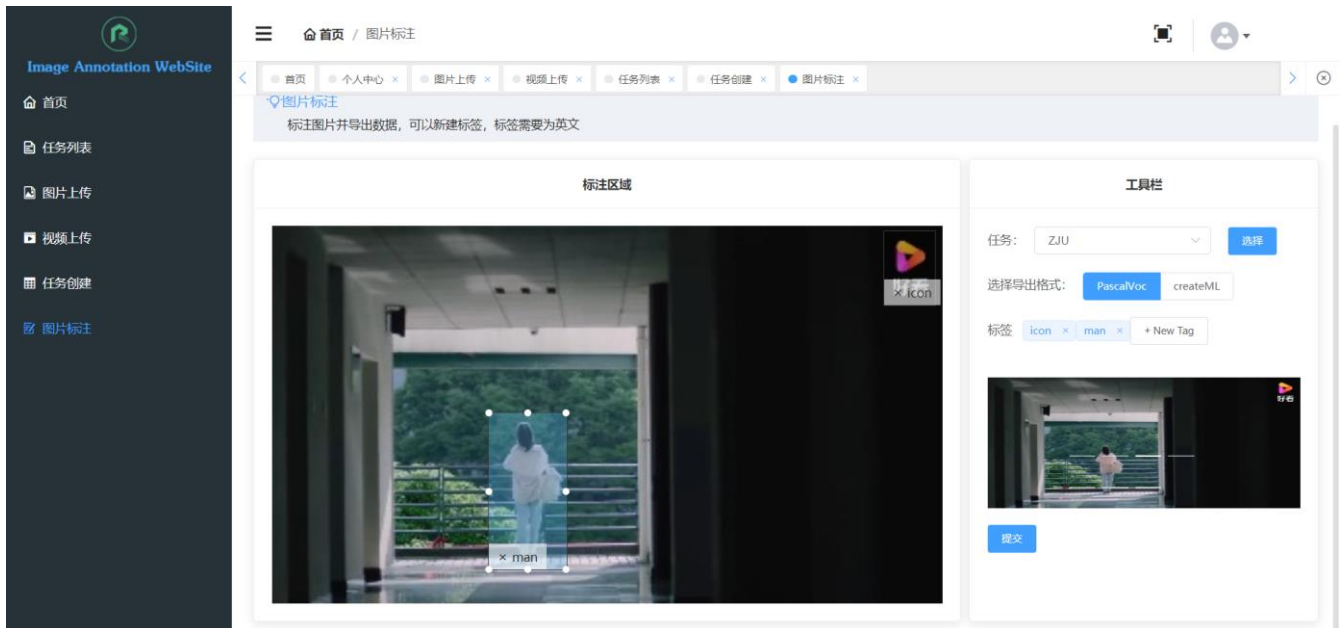 Image Annotation WebSite
首页
任务列表
图片上传
视频上传
任务创建
图片标注
首页 / 图片标注
首页
个人中心 ×
图片上传 ×
视频上传 ×
任务列表 ×
任务创建 ×
图片标注 ×
图片标注
标注图片并导出数据，可以新建标签，标签需要为英文
标注区域
× icon
× man
工具栏
任务： ZJU 选择
选择导出格式： PascalVoc createML
标签 icon × man × + New Tag
好看
提交